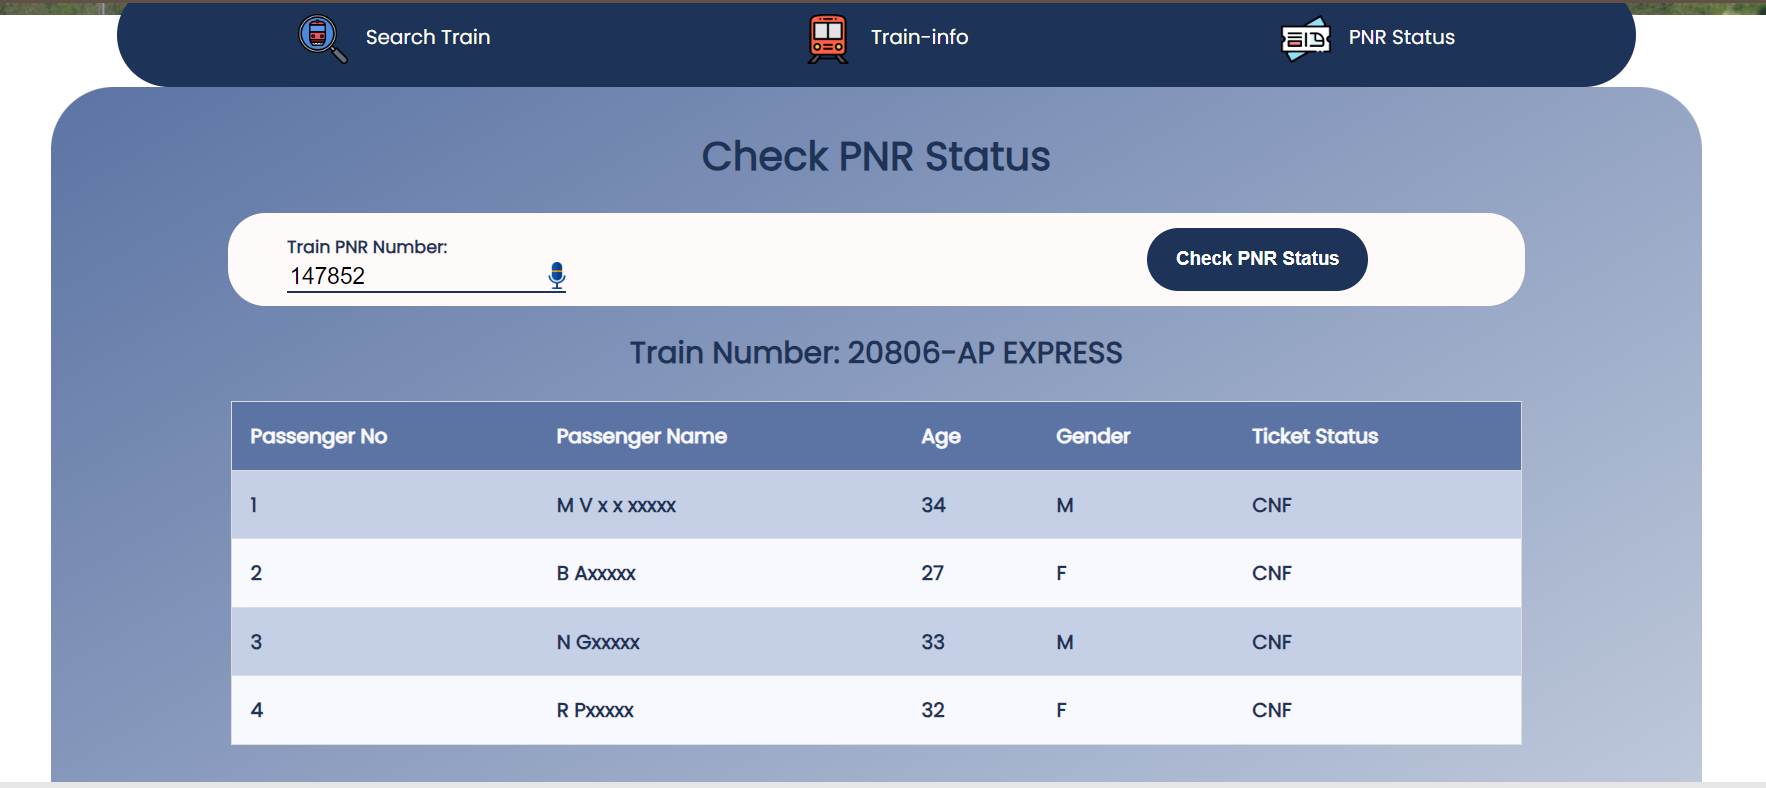 Search Train
Train-info
PNR Status
Check PNR Status
Train PNR Number:
147852
Check PNR Status
Train Number: 20806-AP EXPRESS
Passenger No Passenger Name Age Gender Ticket Status
1 M V x x xxxxx 34 M CNF
2 B Axxxxx 27 F CNF
3 N Gxxxxx 33 M CNF
4 R Pxxxxx 32 F CNF